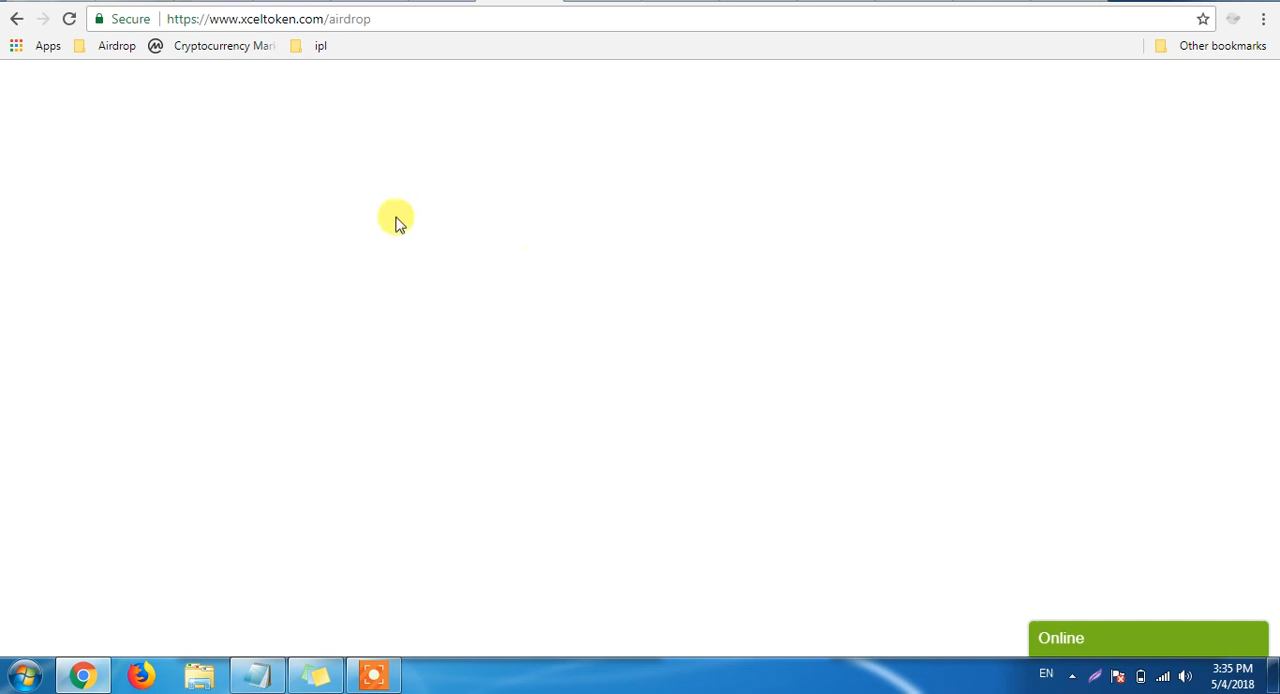 Secure https://www.xceltoken.com/airdrop
Apps Airdrop Cryptocurrency Mar ipl Other bookmarks
Online
EN 3:35 PM
5/4/2018